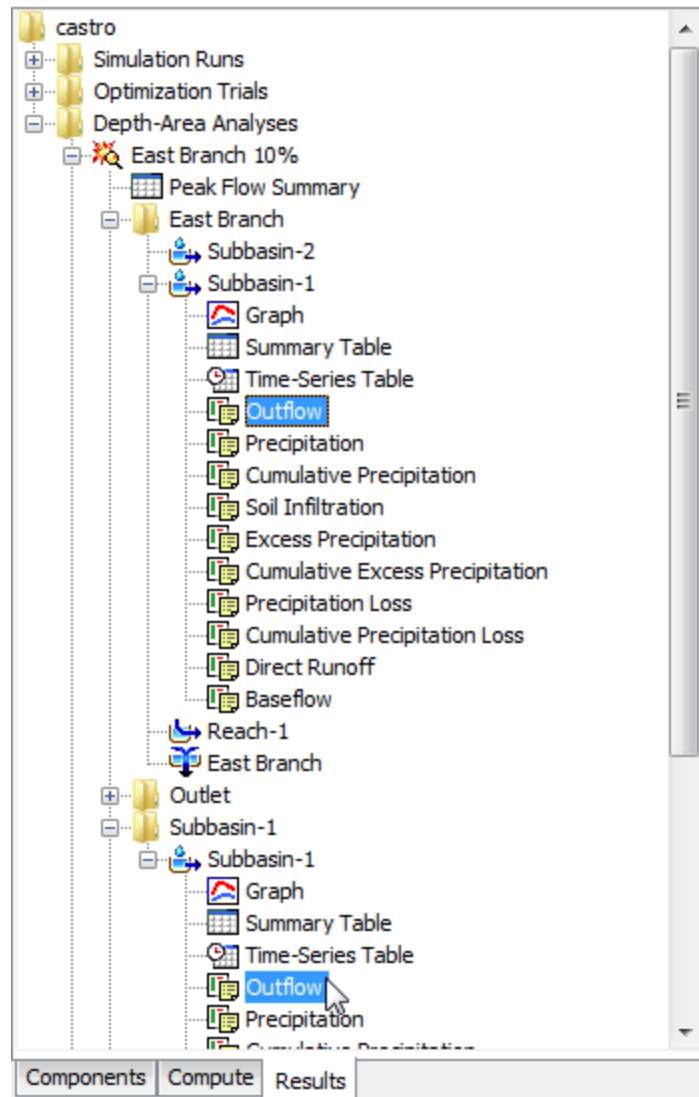 castro
Simulation Runs
Optimization Trials
Depth-Area Analyses
East Branch 10%
Peak Flow Summary
East Branch
Subbasin-2
Subbasin-1
Graph
Summary Table
Time-Series Table
Outflow
Precipitation
Cumulative Precipitation
Soil Infiltration
Excess Precipitation
Cumulative Excess Precipitation
Precipitation Loss
Cumulative Precipitation Loss
Direct Runoff
Baseflow
Reach-1
East Branch
Outlet
Subbasin-1
Subbasin-1
Graph
Summary Table
Time-Series Table
Outflow
Precipitation
Cumulative Precipitation
Components Compute Results